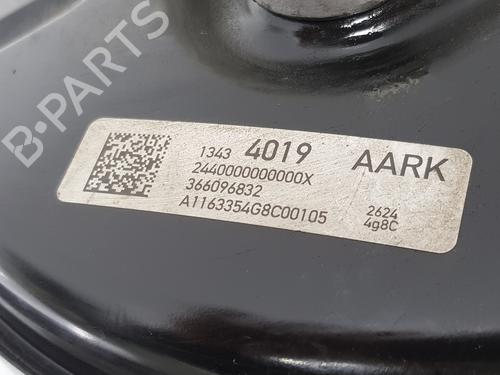 B-PARTS
1343 4019 AARK
2440000000000X
366096832
A1163354G8C00105 2624
4g8C